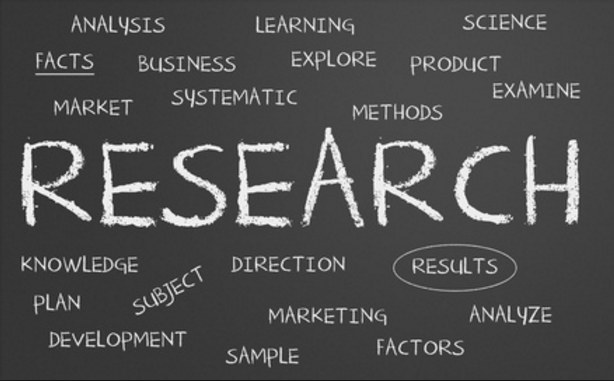 ANALYSIS LEARNING SCIENCE
FACTS BUSINESS EXPLORE PRODUCT
MARKET SYSTEMATIC METHODS EXAMINE
RESEARCH
KNOWLEDGE SUBJECT DIRECTION RESULTS
PLAN MARKETING ANALYZE
DEVELOPMENT SAMPLE FACTORS